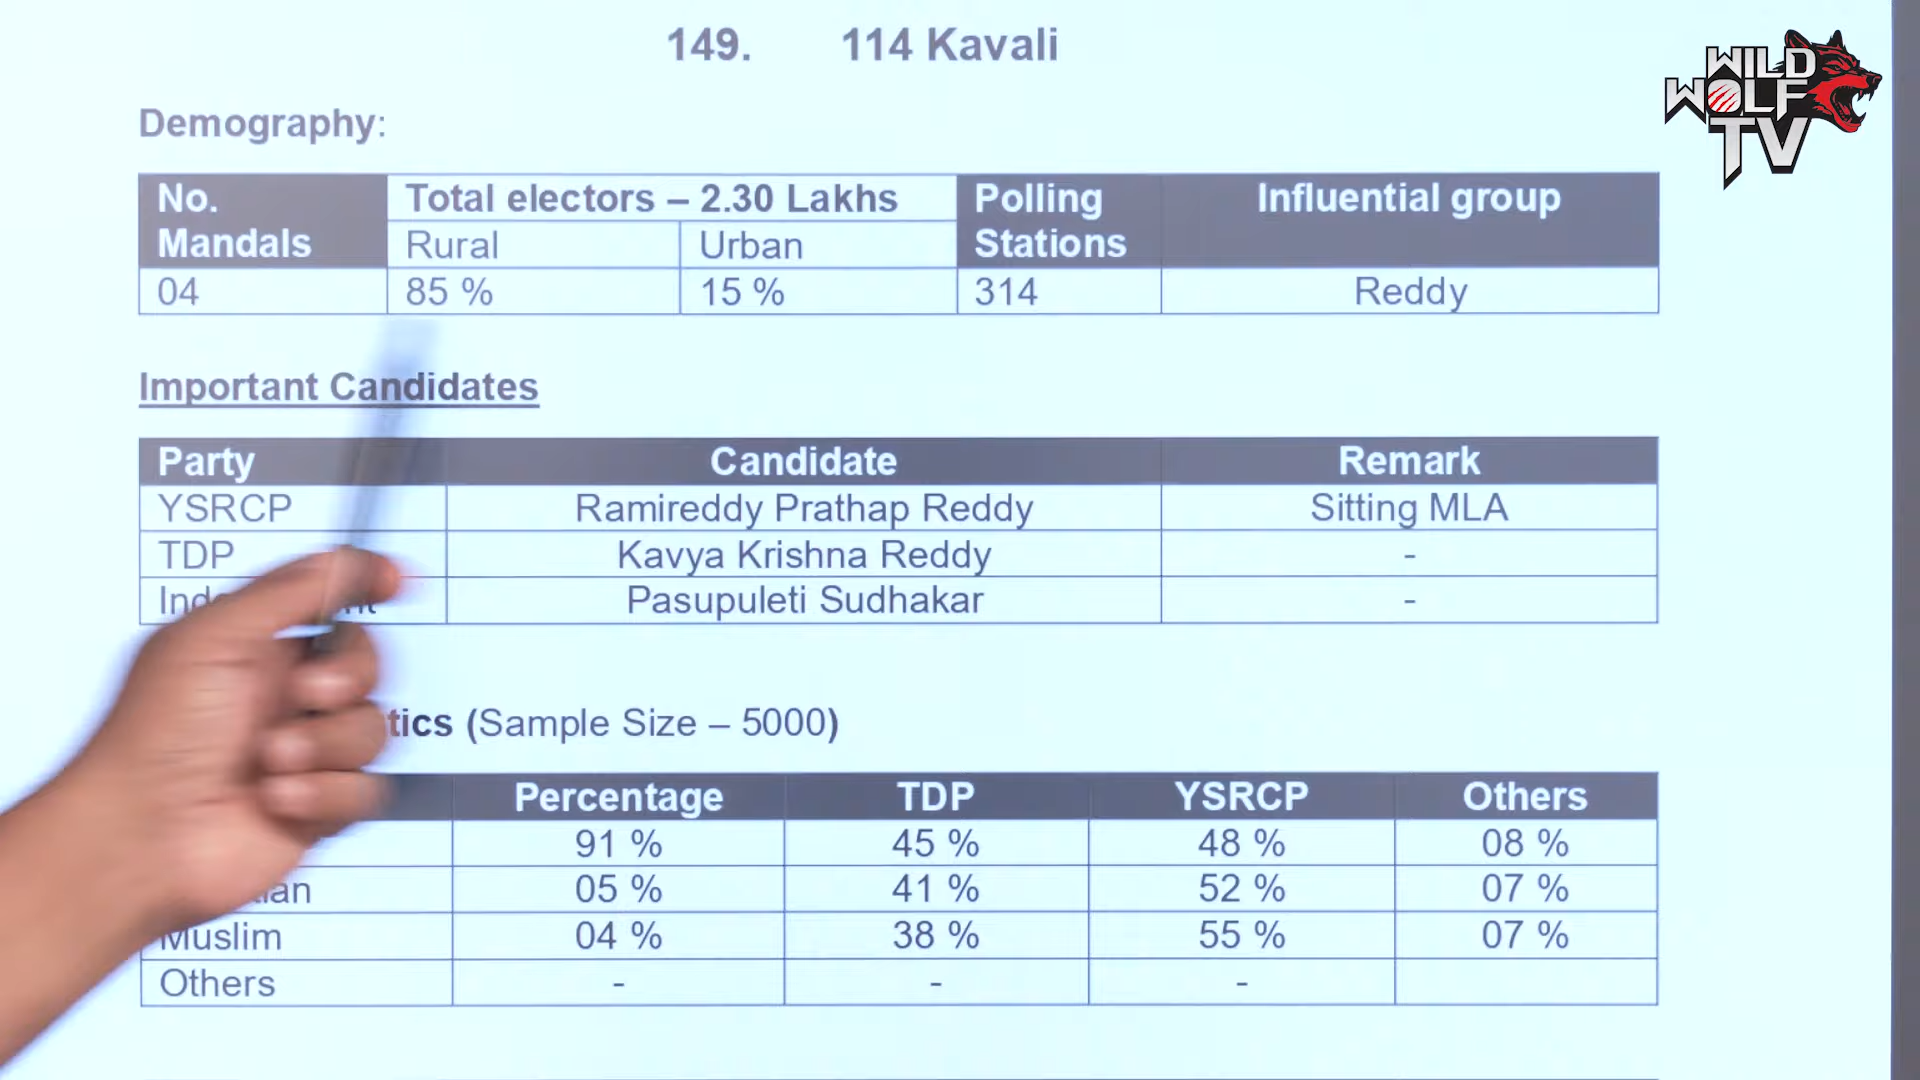 149. 114 Kavali
WILD
WOLF
TV
Demography:
No. Mandals Total electors – 2.30 Lakhs Polling Stations Influential group
Rural Urban
04 85 % 15 % 314 Reddy
Important Candidates
Party Candidate Remark
YSRCP Ramireddy Prathap Reddy Sitting MLA
TDP Kavya Krishna Reddy -
Pasupuleti Sudhakar -
(Sample Size – 5000)
Percentage TDP YSRCP Others
91 % 45 % 48 % 08 %
05 % 41 % 52 % 07 %
Muslim 04 % 38 % 55 % 07 %
Others - - -